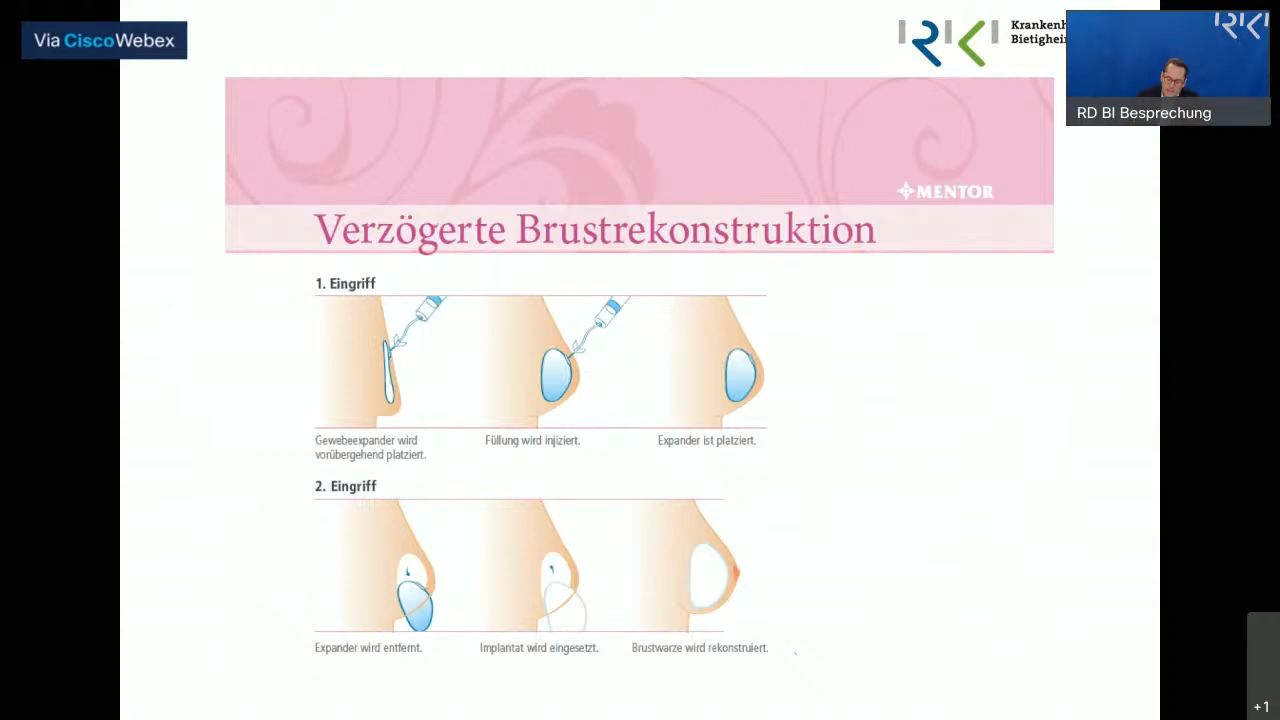 Via Cisco Webex
Krankenh
Bietigheim
RD BI Besprechung
MENTOR
Verzögerte Brustrekonstruktion
1. Eingriff
Gewebeexpander wird
vorübergehend platziert.
Füllung wird injiziert.
Expander ist platziert.
2. Eingriff
Expander wird entfernt.
Implantat wird eingesetzt.
Brustwarze wird rekonstruiert.
+1